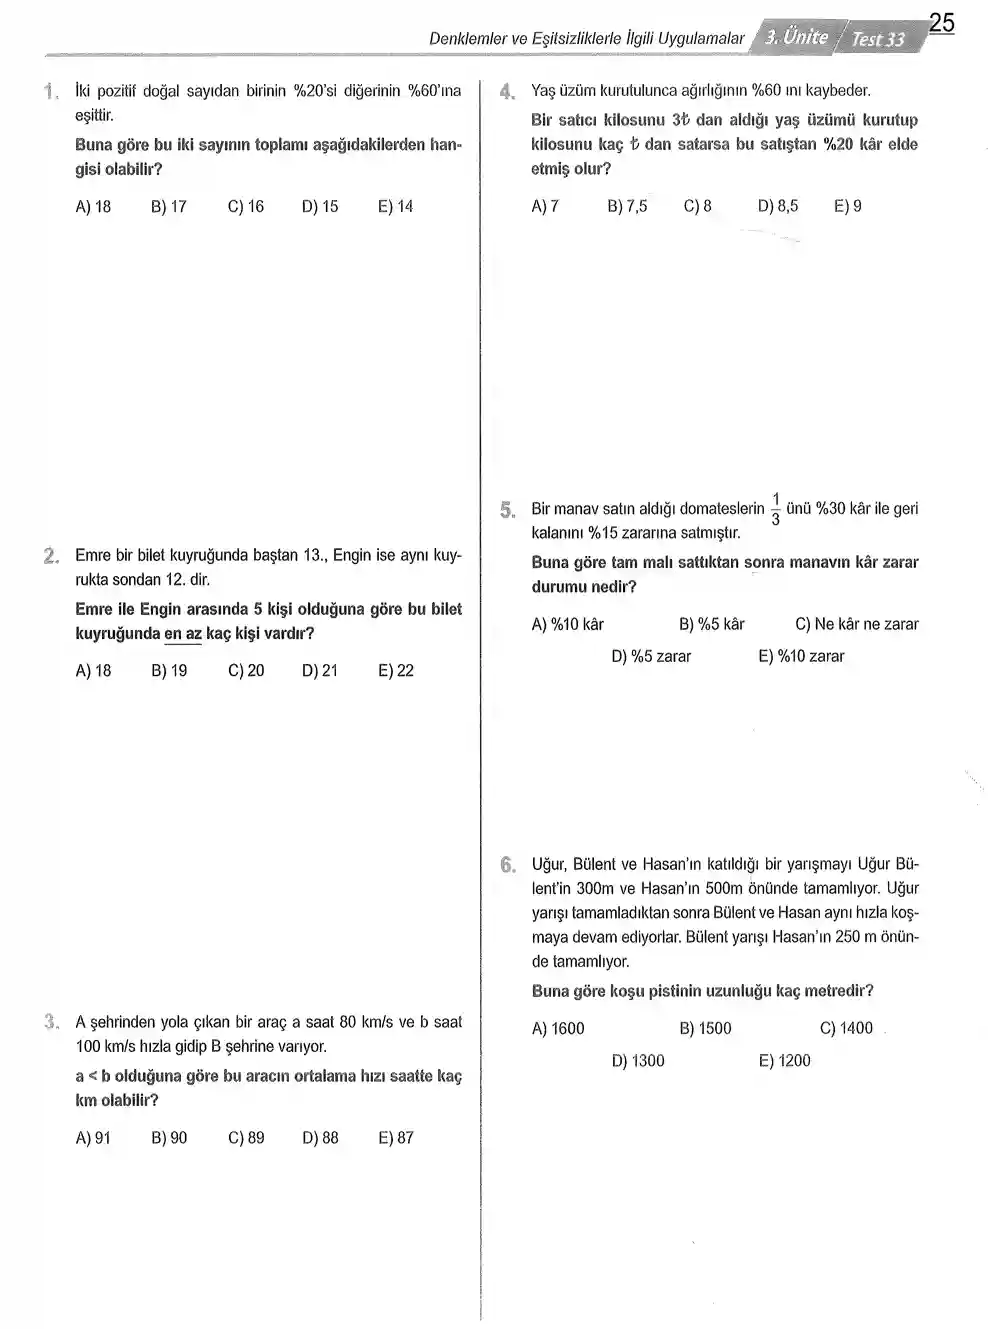 25
Denklemler ve Eşitsizliklerle İlgili Uygulamalar 3. Ünite Test 33
1. İki pozitif doğal sayıdan birinin %20'si diğerinin %60'ına
eşittir.
Buna göre bu iki sayının toplamı aşağıdakilerden han-
gisi olabilir?
A) 18 B) 17 C) 16 D) 15 E) 14
2. Emre bir bilet kuyruğunda baştan 13., Engin ise aynı kuy-
rukta sondan 12. dir.
Emre ile Engin arasında 5 kişi olduğuna göre bu bilet
kuyruğunda en az kaç kişi vardır?
A) 18 B) 19 C) 20 D) 21 E) 22
3. A şehrinden yola çıkan bir araç a saat 80 km/s ve b saat
100 km/s hızla gidip B şehrine varıyor.
a < b olduğuna göre bu aracın ortalama hızı saatte kaç
km olabilir?
A) 91 B) 90 C) 89 D) 88 E) 87
4. Yaş üzüm kurutulunca ağırlığının %60 ını kaybeder.
Bir satıcı kilosunu 3₺ dan aldığı yaş üzümü kurutup
kilosunu kaç ₺ dan satarsa bu satıştan %20 kâr elde
etmiş olur?
A) 7 B) 7,5 C) 8 D) 8,5 E) 9
5. Bir manav satın aldığı domateslerin 1/3 ünü %30 kâr ile geri
kalanını %15 zararına satmıştır.
Buna göre tam malı sattıktan sonra manavın kâr zarar
durumu nedir?
A) %10 kâr B) %5 kâr C) Ne kâr ne zarar
D) %5 zarar E) %10 zarar
6. Uğur, Bülent ve Hasan'ın katıldığı bir yarışmayı Uğur Bü-
lent'in 300m ve Hasan'ın 500m önünde tamamlıyor. Uğur
yarışı tamamladıktan sonra Bülent ve Hasan aynı hızla koş-
maya devam ediyorlar. Bülent yarışı Hasan'ın 250 m önün-
de tamamlıyor.
Buna göre koşu pistinin uzunluğu kaç metredir?
A) 1600 B) 1500 C) 1400
D) 1300 E) 1200